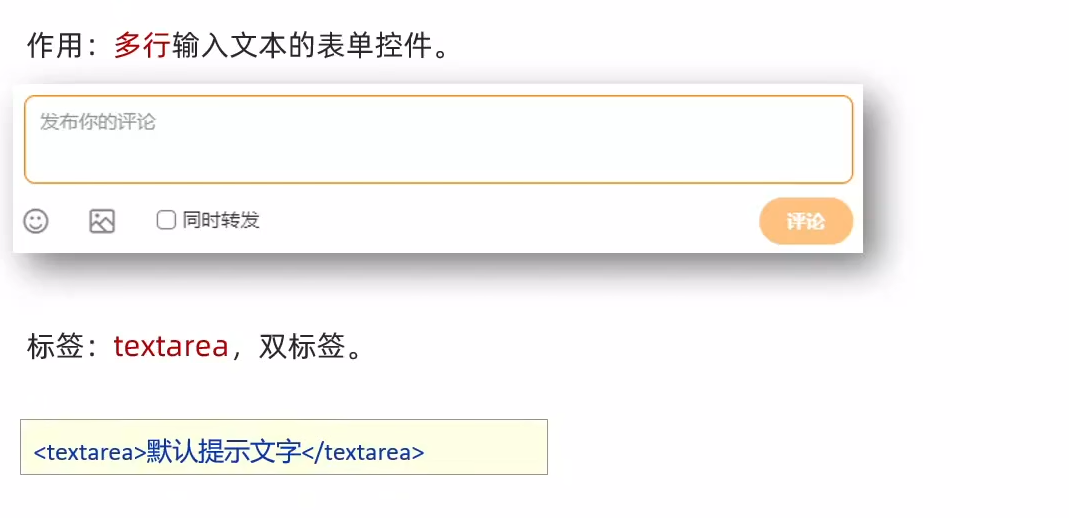 作用：多行输入文本的表单控件。
发布你的评论
同时转发 评论
标签：textarea，双标签。
<textarea>默认提示文字</textarea>